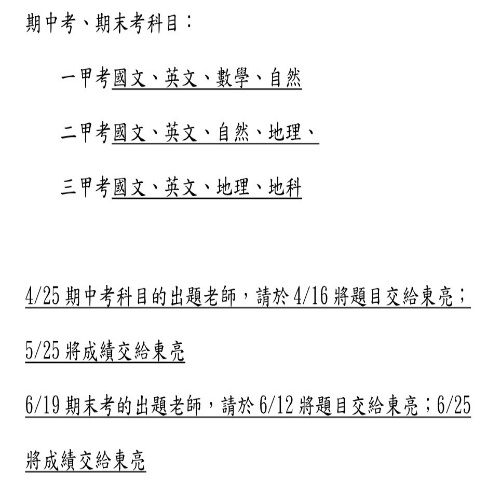 期中考、期末考科目：
一甲考國文、英文、數學、自然
二甲考國文、英文、自然、地理、
三甲考國文、英文、地理、地科
4/25 期中考科目的出題老師，請於 4/16 將題目交給東亮；
5/25 將成績交給東亮
6/19 期末考的出題老師，請於 6/12 將題目交給東亮；6/25
將成績交給東亮